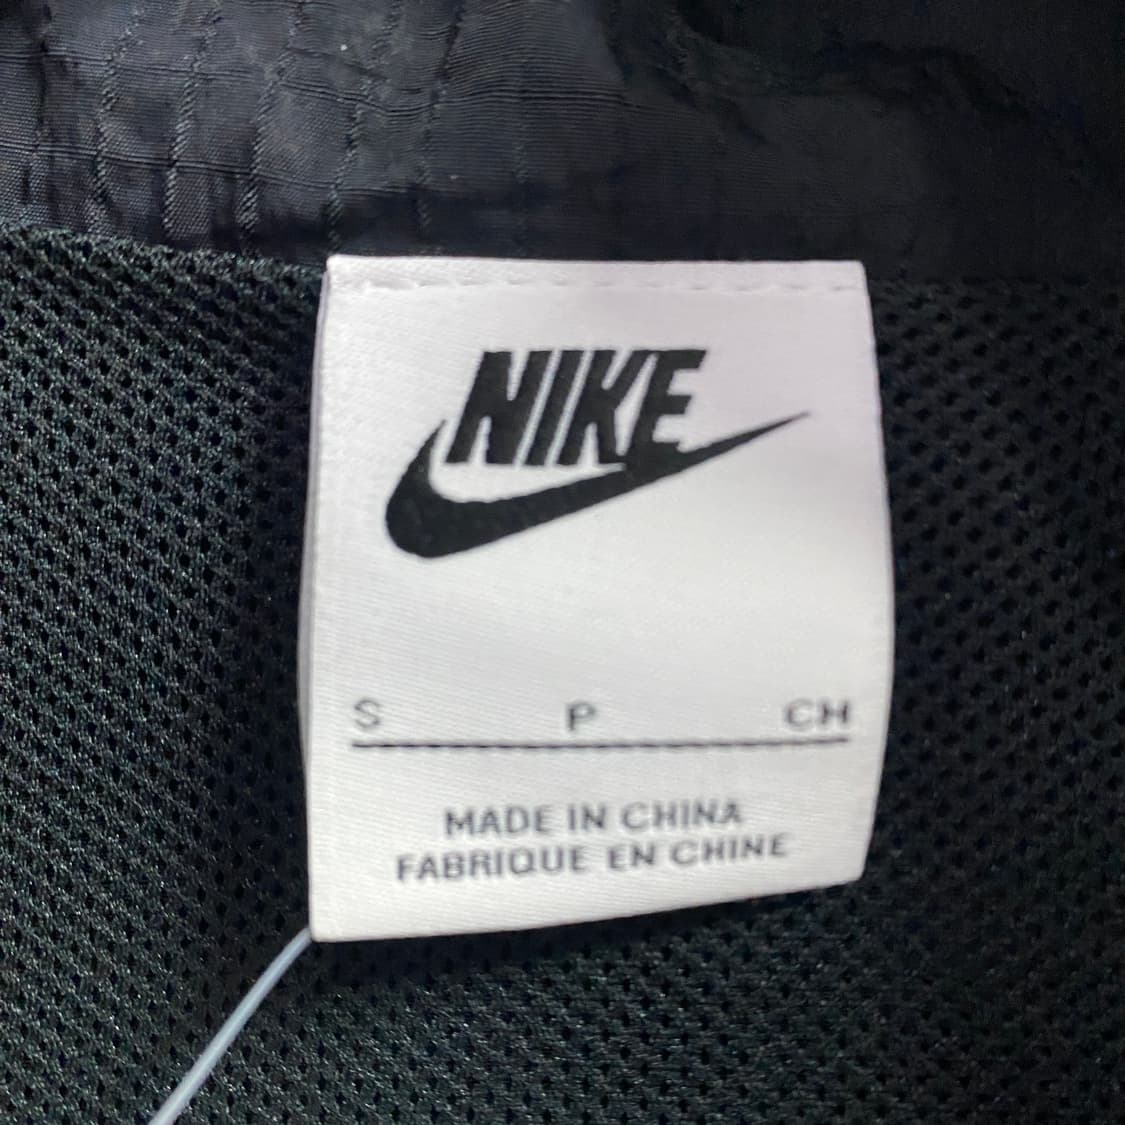 NIKE
S P CH
MADE IN CHINA
FABRIQUE EN CHINE